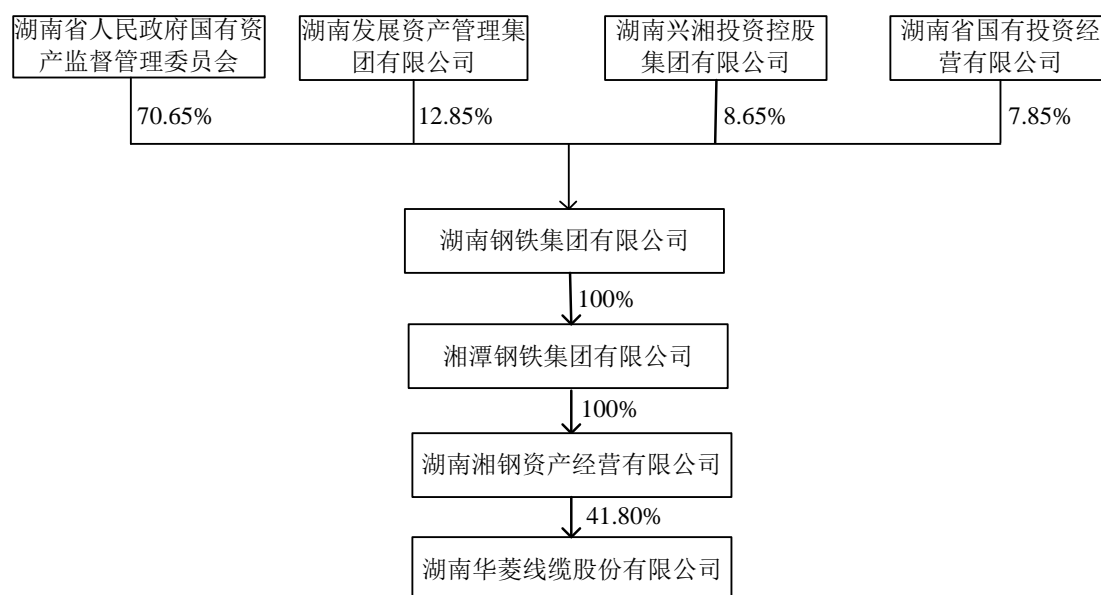 湖南省人民政府国有资
产监督管理委员会
湖南发展资产管理集
团有限公司
湖南兴湘投资控股
集团有限公司
湖南省国有投资经
营有限公司
70.65%
12.85%
8.65%
7.85%
湖南钢铁集团有限公司
100%
湘潭钢铁集团有限公司
100%
湖南湘钢资产经营有限公司
41.80%
湖南华菱线缆股份有限公司